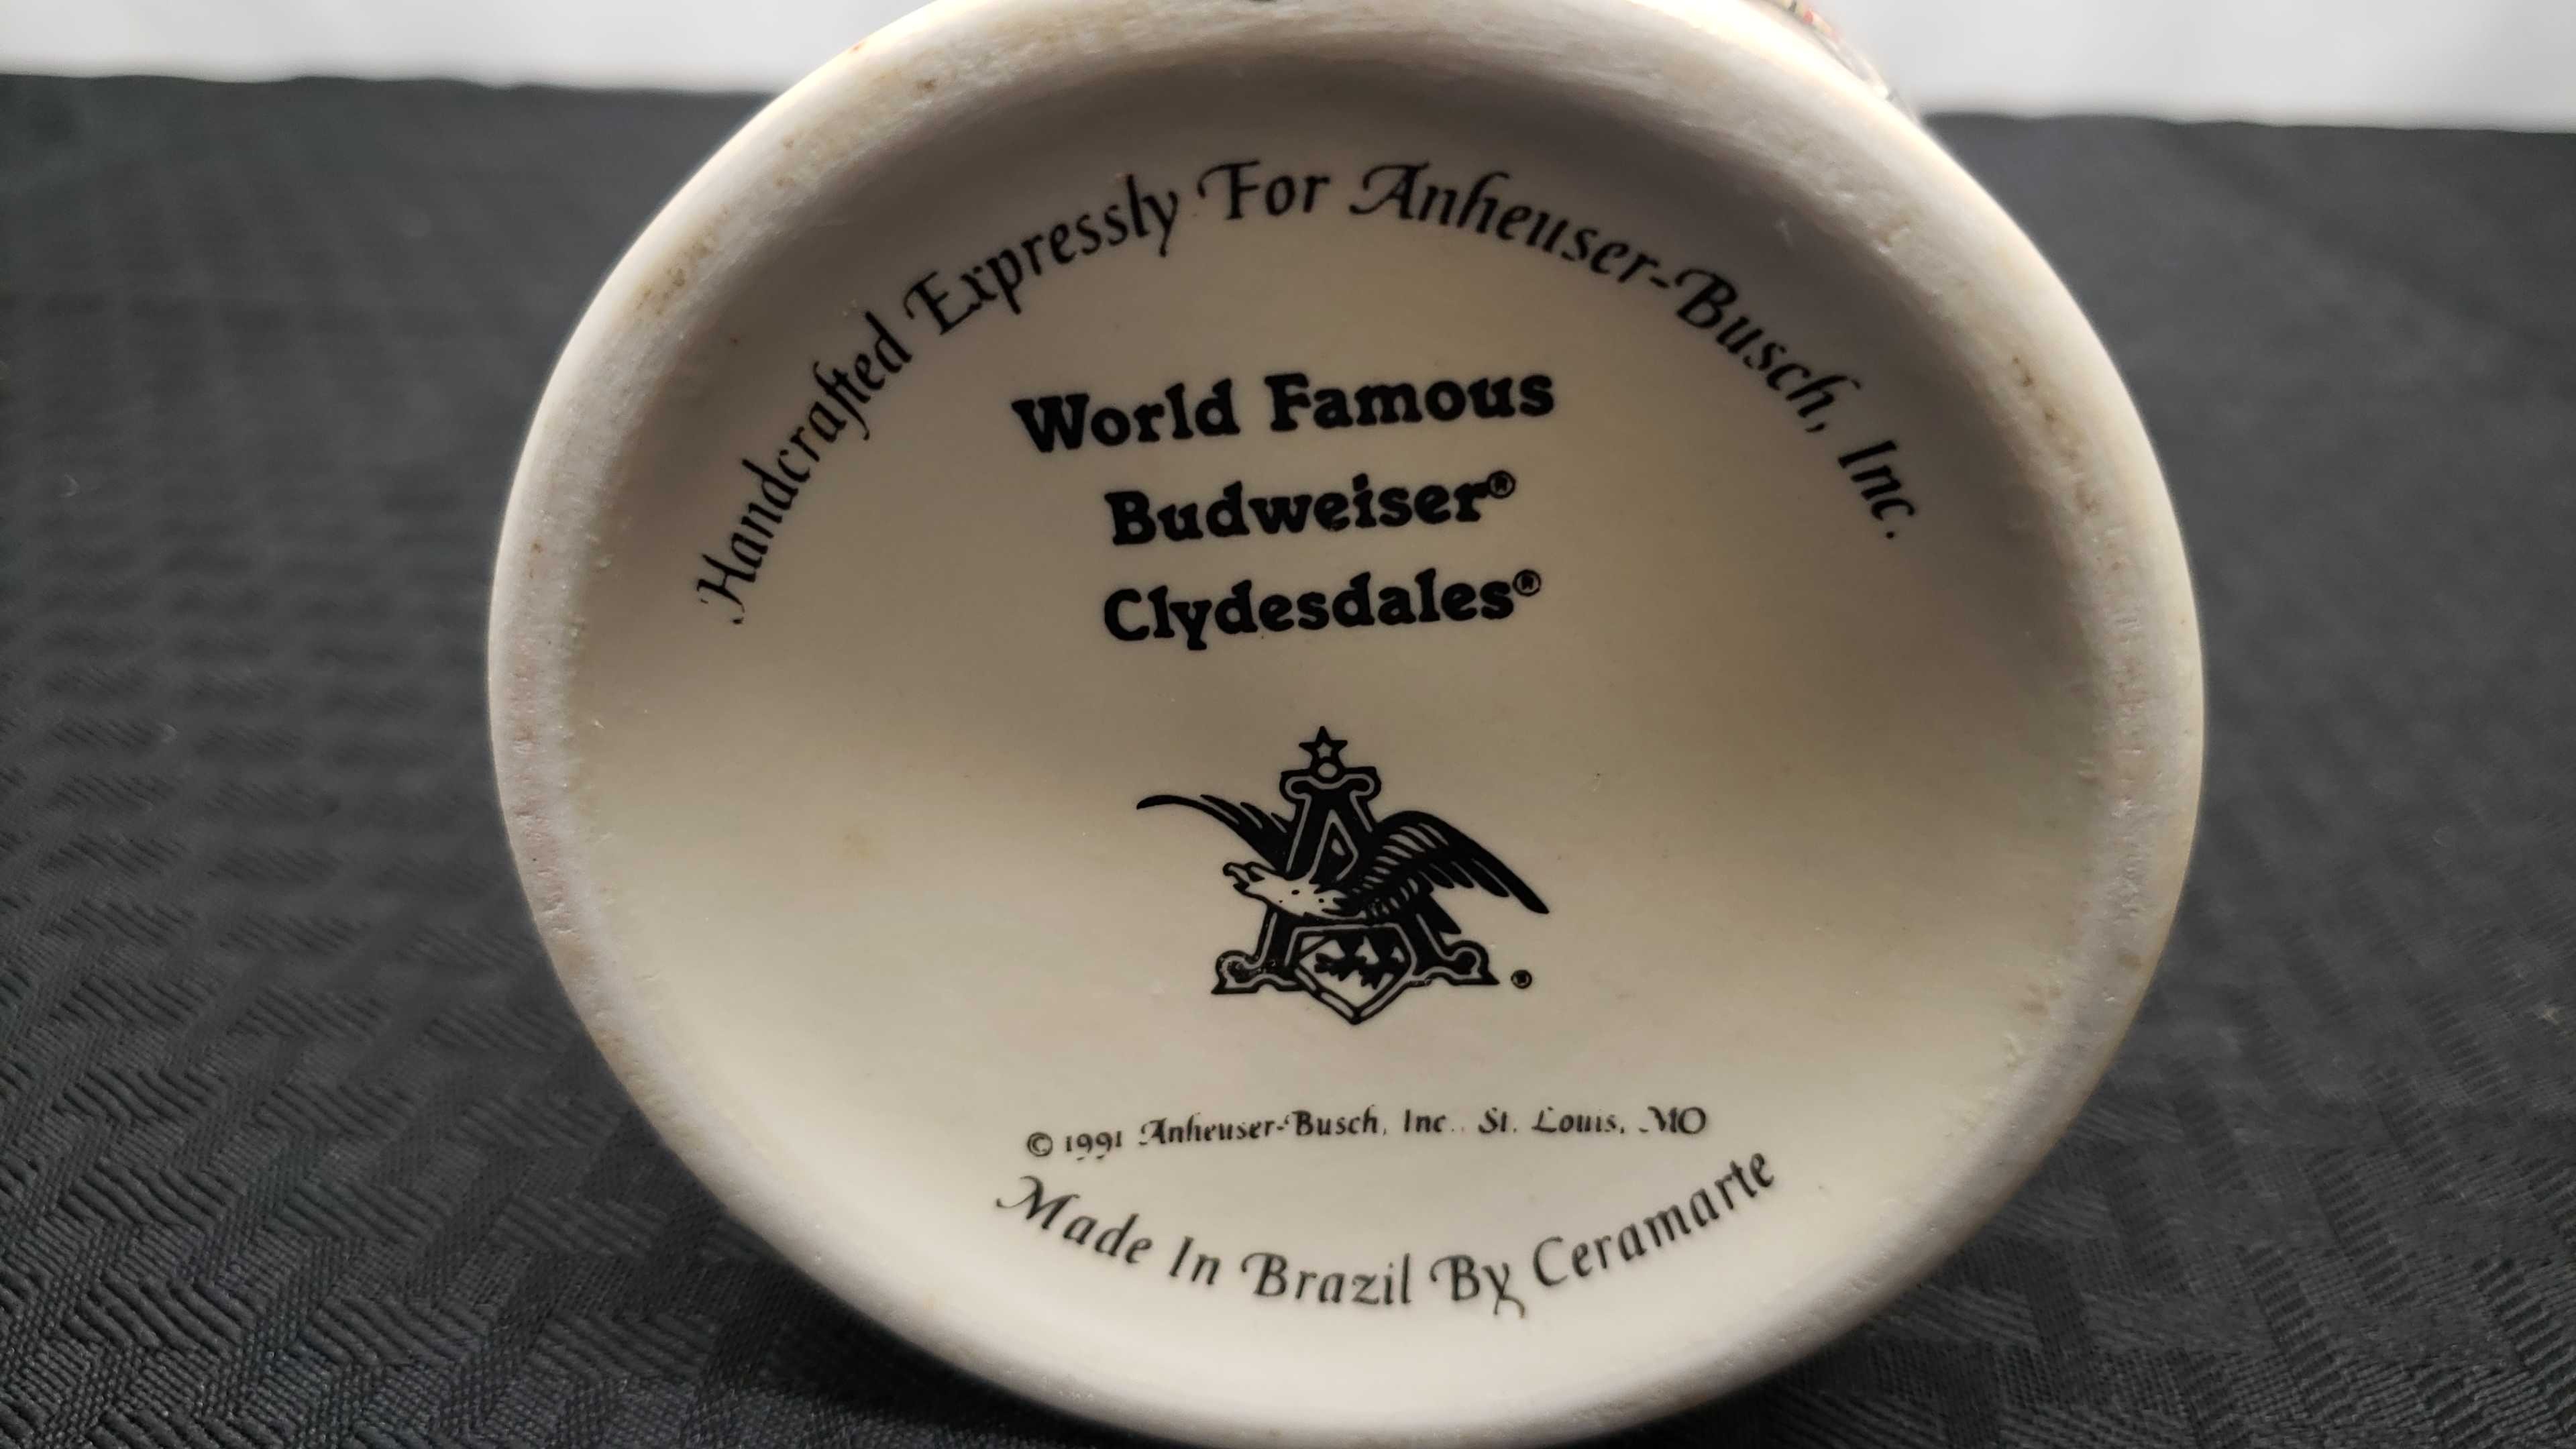 Handcrafted Expressly For Anheuser-Busch, Inc.
World Famous
Budweiser®
Clydesdales®
A
®
© 1991 Anheuser-Busch, Inc.. St. Louis, MO
Made In Brazil By Ceramarte